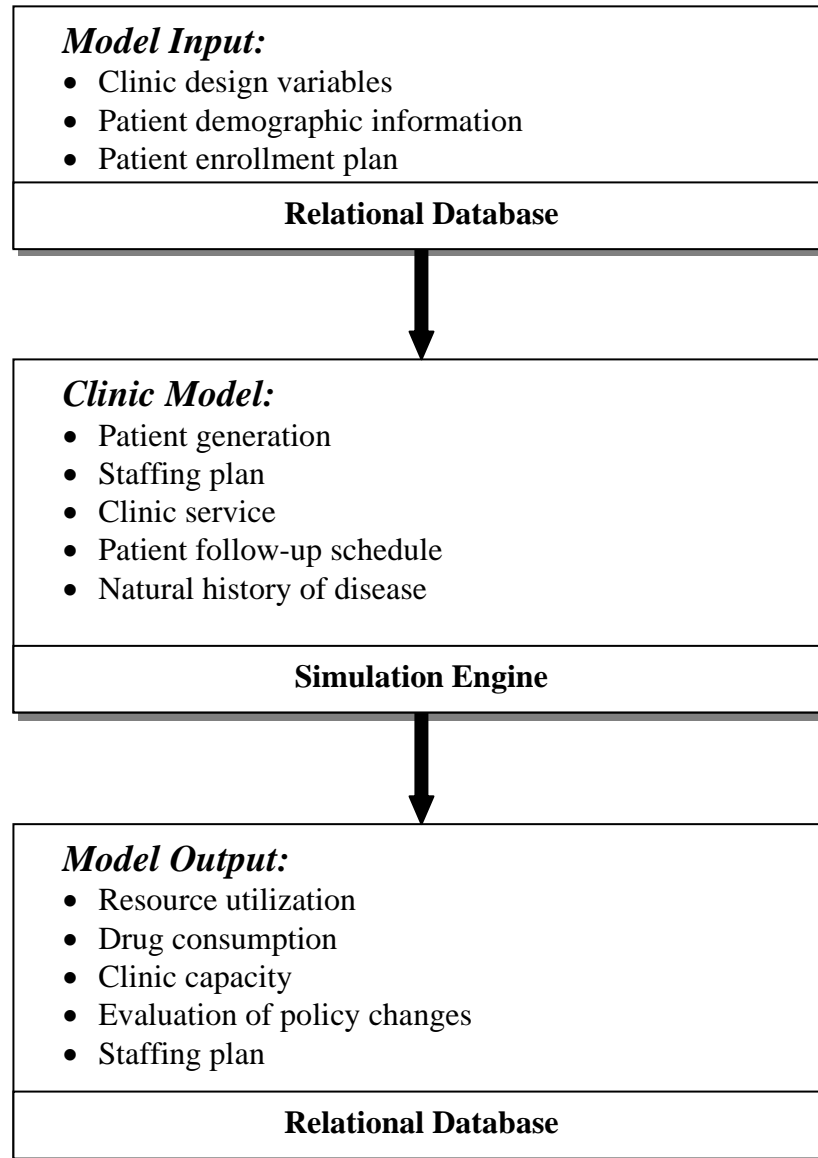 Model Input:
• Clinic design variables
• Patient demographic information
• Patient enrollment plan
Relational Database
Clinic Model:
• Patient generation
• Staffing plan
• Clinic service
• Patient follow-up schedule
• Natural history of disease
Simulation Engine
Model Output:
• Resource utilization
• Drug consumption
• Clinic capacity
• Evaluation of policy changes
• Staffing plan
Relational Database